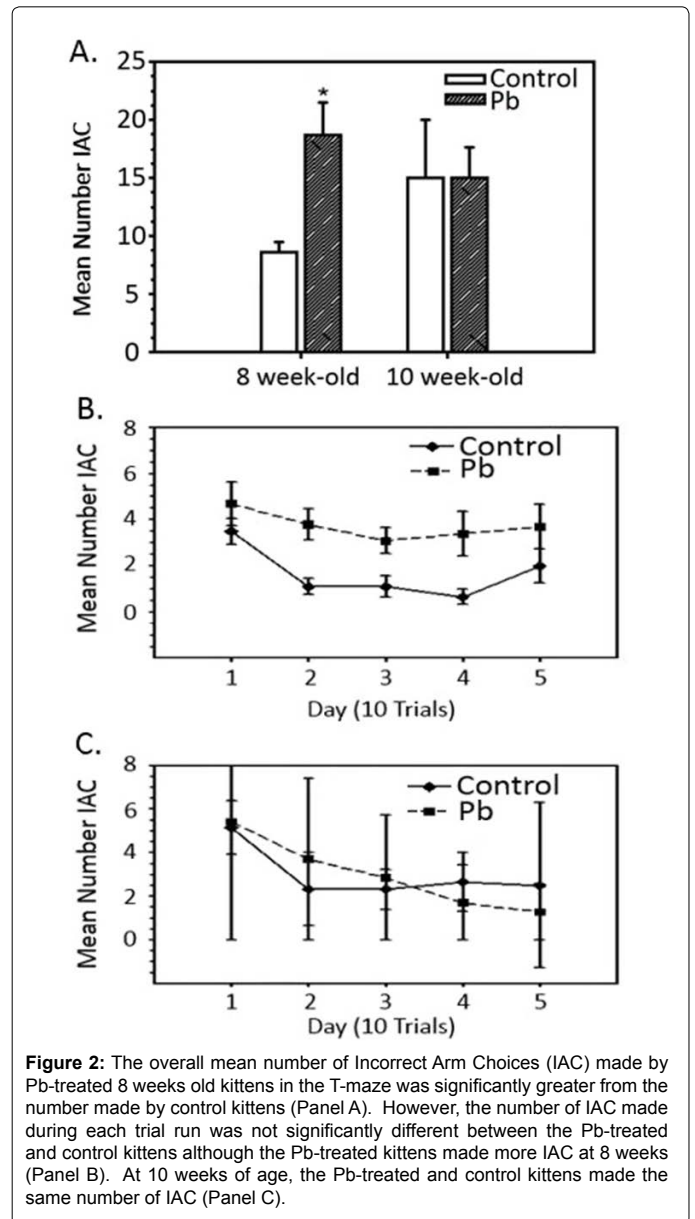 A.
25
20
15
10
5
0
Mean Number IAC
Control
Pb
*
8 week-old 10 week-old
B.
8
6
4
2
0
Mean Number IAC
Control
Pb
1 2 3 4 5
Day (10 Trials)
C.
8
6
4
2
0
Mean Number IAC
Control
Pb
1 2 3 4 5
Day (10 Trials)
Figure 2: The overall mean number of Incorrect Arm Choices (IAC) made by
Pb-treated 8 weeks old kittens in the T-maze was significantly greater from the
number made by control kittens (Panel A). However, the number of IAC made
during each trial run was not significantly different between the Pb-treated
and control kittens although the Pb-treated kittens made more IAC at 8 weeks
(Panel B). At 10 weeks of age, the Pb-treated and control kittens made the
same number of IAC (Panel C).